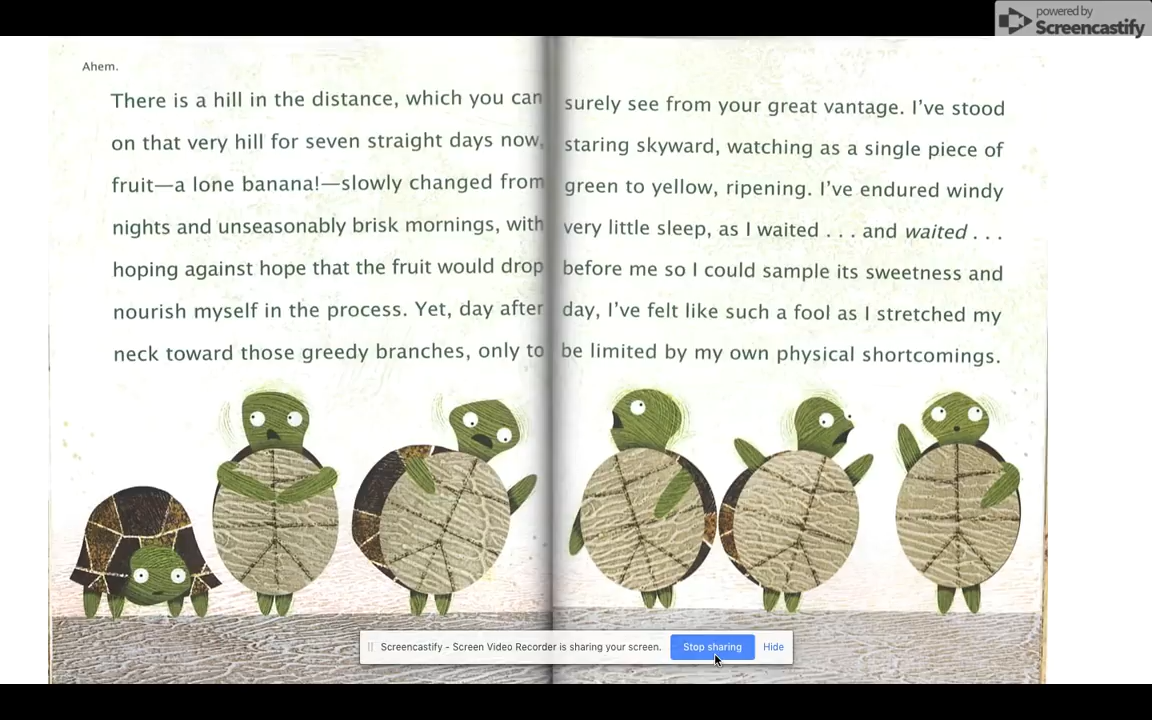 powered by
Screencastify
Ahem.
There is a hill in the distance, which you can surely see from your great vantage. I've stood
on that very hill for seven straight days now, staring skyward, watching as a single piece of
fruit—a lone banana!—slowly changed from green to yellow, ripening. I've endured windy
nights and unseasonably brisk mornings, with very little sleep, as I waited . . . and waited . . .
hoping against hope that the fruit would drop before me so I could sample its sweetness and
nourish myself in the process. Yet, day after day, I've felt like such a fool as I stretched my
neck toward those greedy branches, only to be limited by my own physical shortcomings.
Screencastify - Screen Video Recorder is sharing your screen. Stop sharing Hide